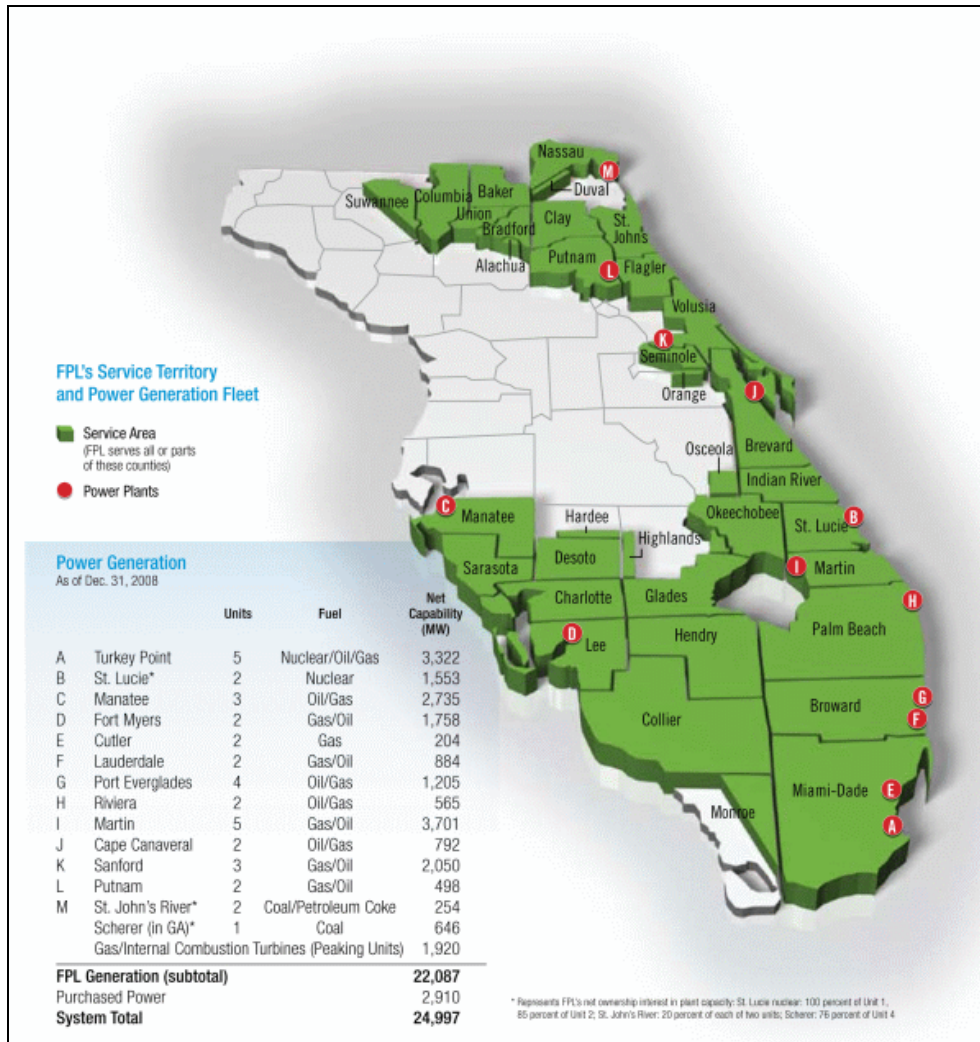 Nassau
M
Duval
Suwannee
Columbia
Baker
Union
Bradford
Clay
St.
John's
Alachua
Putnam
L
Flagler
Volusia
K
Seminole
Orange
J
Osceola
Brevard
Indian River
FPL's Service Territory
and Power Generation Fleet
Service Area
(FPL serves all or parts
of these counties)
Power Plants
C
Manatee
Hardee
Okeechobee
St. Lucie
B
Highlands
Desoto
Sarasota
I
Martin
Charlotte
Glades
H
D
Lee
Hendry
Palm Beach
Collier
Broward
G
F
Miami-Dade
E
A
Monroe
Power Generation
As of Dec. 31, 2008
Units Fuel Net
Capability
(MW)
A Turkey Point 5 Nuclear/Oil/Gas 3,322
B St. Lucie* 2 Nuclear 1,553
C Manatee 3 Oil/Gas 2,735
D Fort Myers 2 Gas/Oil 1,758
E Cutler 2 Gas 204
F Lauderdale 2 Gas/Oil 884
G Port Everglades 4 Oil/Gas 1,205
H Riviera 2 Oil/Gas 565
I Martin 5 Gas/Oil 3,701
J Cape Canaveral 2 Oil/Gas 792
K Sanford 3 Gas/Oil 2,050
L Putnam 2 Gas/Oil 498
M St. John's River* 2 Coal/Petroleum Coke 254
Scherer (in GA)* 1 Coal 646
Gas/Internal Combustion Turbines (Peaking Units) 1,920
FPL Generation (subtotal) 22,087
Purchased Power 2,910
System Total 24,997
* Represents FPL's net ownership interest in plant capacity: St. Lucie nuclear: 100 percent of Unit 1,
85 percent of Unit 2; St. John's River: 20 percent of each of two units; Scherer: 76 percent of Unit 4